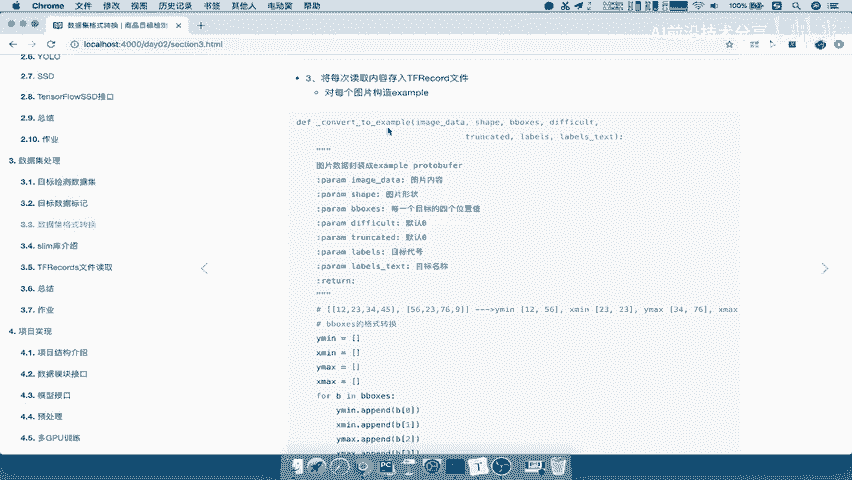 Chrome 文件 修改 视图 历史记录 书签 其他人 电动桨 帮助
100%
数据集格式转换 | 商品目标检测
AI前沿技术分享
localhost:4000/day02/section3.html
2.6. YOLO
2.7. SSD
2.8. TensorFlowSSD接口
2.9. 总结
2.10. 作业
3. 数据集处理
3.1. 目标检测数据集
3.2. 目标数据标记
3.3. 数据集格式转换
3.4. slim库介绍
3.5. TFRecords文件读取
3.6. 总结
3.7. 作业
4. 项目实现
4.1. 项目结构介绍
4.2. 数据模块接口
4.3. 模型接口
4.4. 预处理
4.5. 多GPU训练
3、将每次读取内容存入TFRecord文件
对每个图片构造example
def _convert_to_example(image_data, shape, bboxes, difficult,
truncated, labels, labels_text):
"""
图片数据封装成example protobufer
:param image_data: 图片内容
:param shape: 图片形状
:param bboxes: 每一个目标的四个位置值
:param difficult: 默认0
:param truncated: 默认0
:param labels: 目标代号
:param labels_text: 目标名称
:return:
"""
# [[12,23,34,45], [56,23,76,9]] --->ymin [12, 56], xmin [23, 23], ymax [34, 76], xmax
# bboxes的格式转换
ymin = []
xmin = []
ymax = []
xmax = []
for b in bboxes:
ymin.append(b[0])
xmin.append(b[1])
ymax.append(b[2])
xmax.append(b[3])